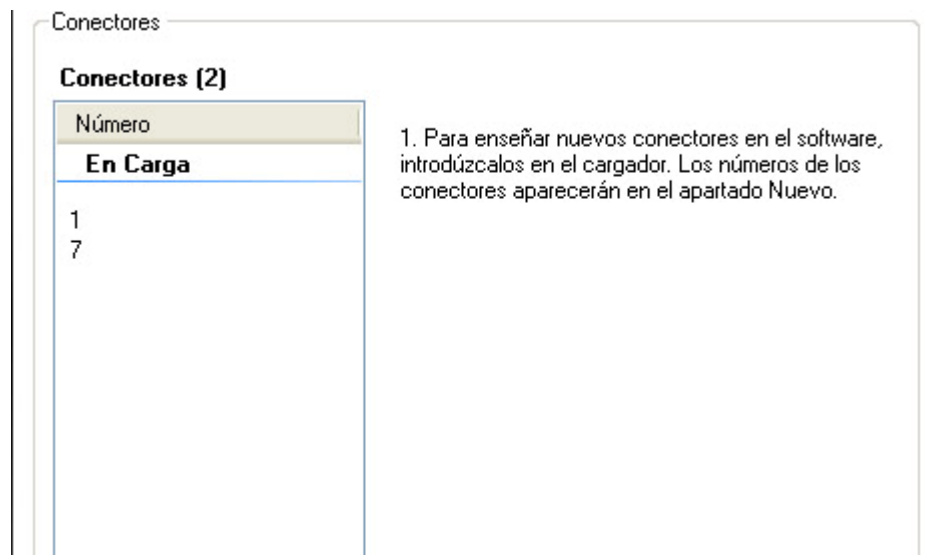 Conectores
Conectores (2)
Número
En Carga
1
7
1. Para enseñar nuevos conectores en el software,
introdúzcalos en el cargador. Los números de los
conectores aparecerán en el apartado Nuevo.